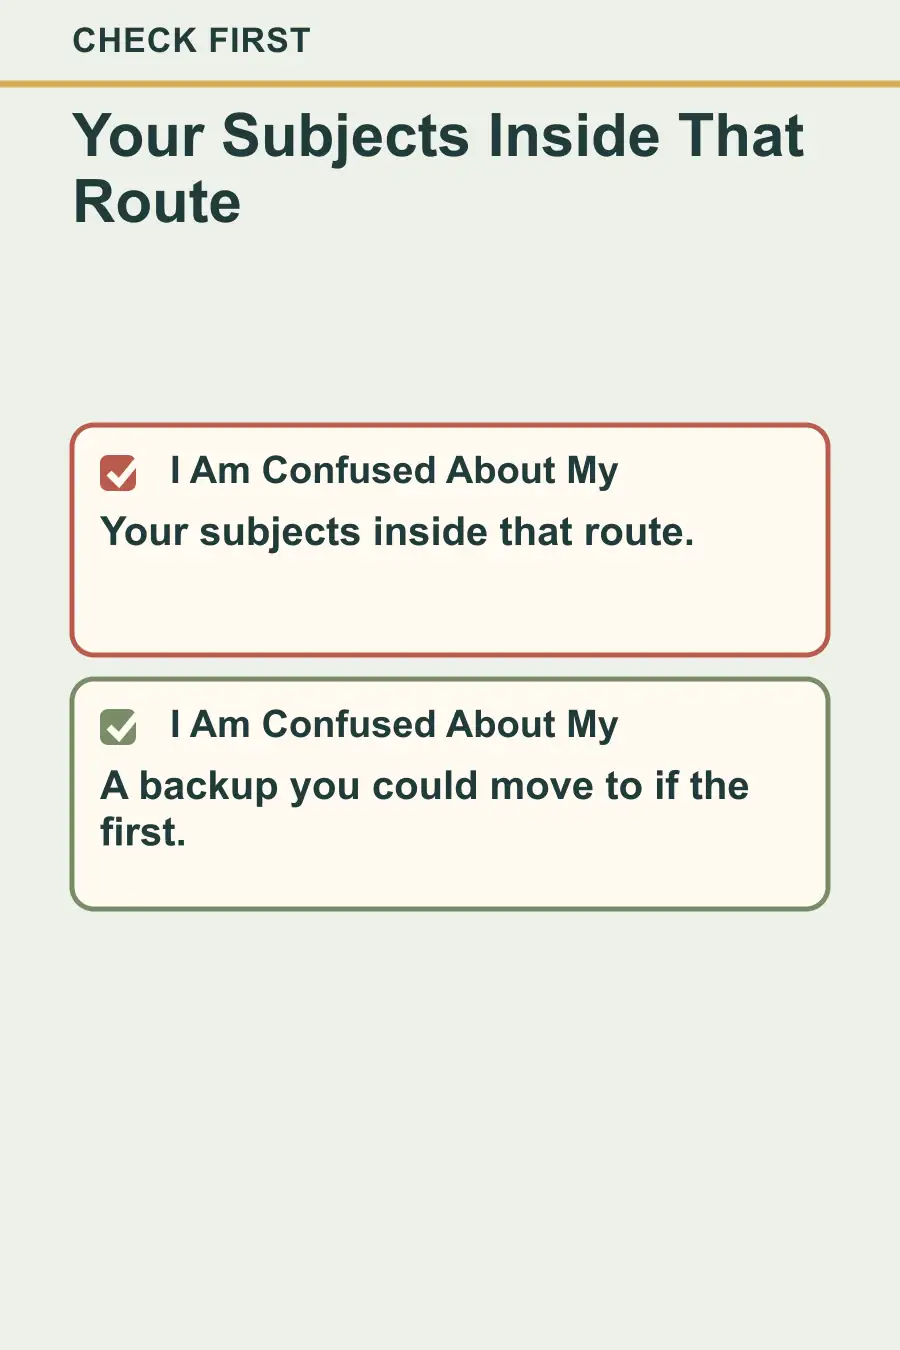 CHECK FIRST
Your Subjects Inside That
Route
I Am Confused About My
Your subjects inside that route.
I Am Confused About My
A backup you could move to if the
first.